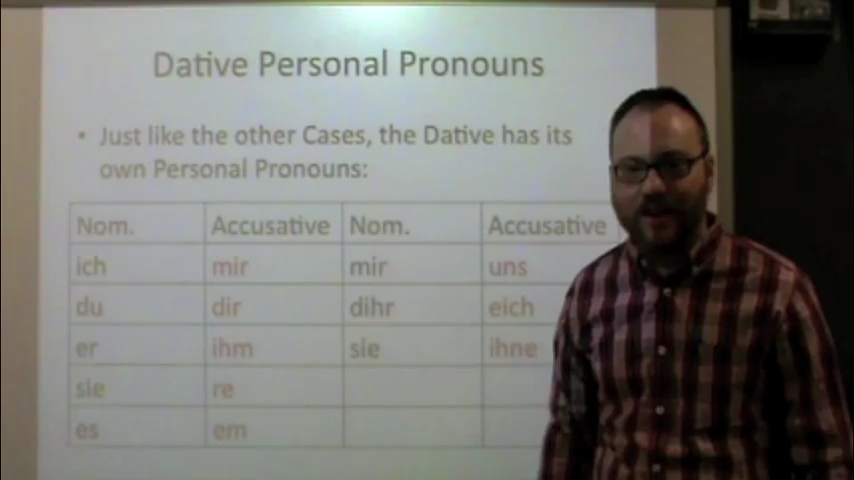 Dative Personal Pronouns
• Just like the other Cases, the Dative has its
own Personal Pronouns:
Nom. Accusative Nom. Accusative
ich mir mir uns
du dir dihr eich
er ihm sie ihne
sie re
es em